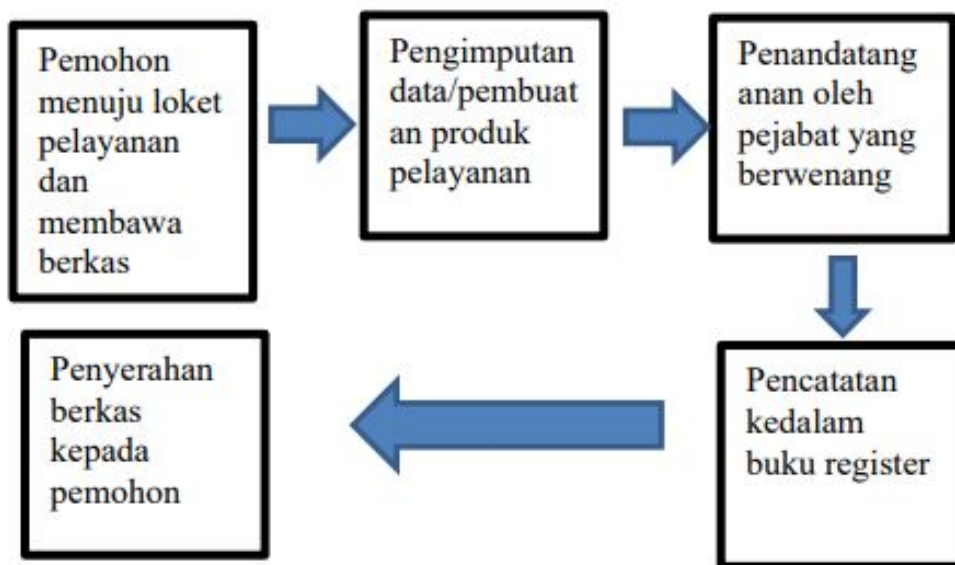 Pemohon
menuju loket
pelayanan
dan
membawa
berkas
Pengimputan
data/pembuat
an produk
pelayanan
Penandatang
anan oleh
pejabat yang
berwenang
Pencatatan
kedalam
buku register
Penyerahan
berkas
kepada
pemohon